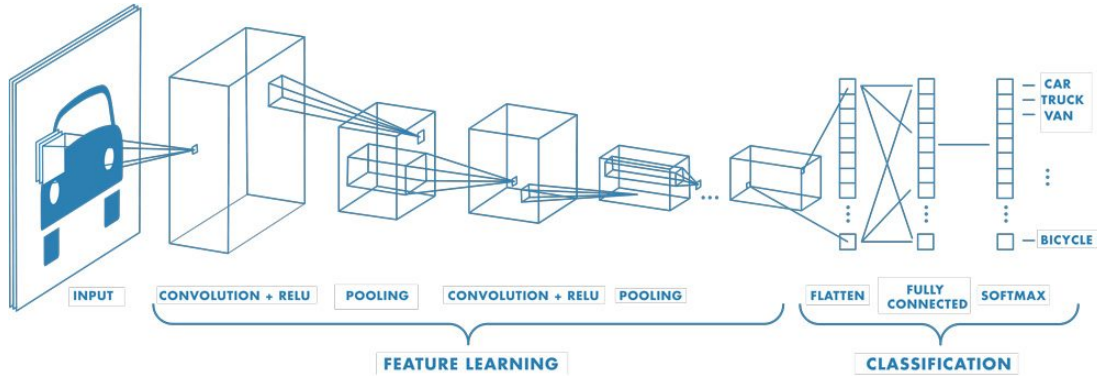 CAR
TRUCK
VAN
BICYCLE
INPUT
CONVOLUTION + RELU
POOLING
CONVOLUTION + RELU
POOLING
FLATTEN
FULLY
CONNECTED
SOFTMAX
FEATURE LEARNING
CLASSIFICATION